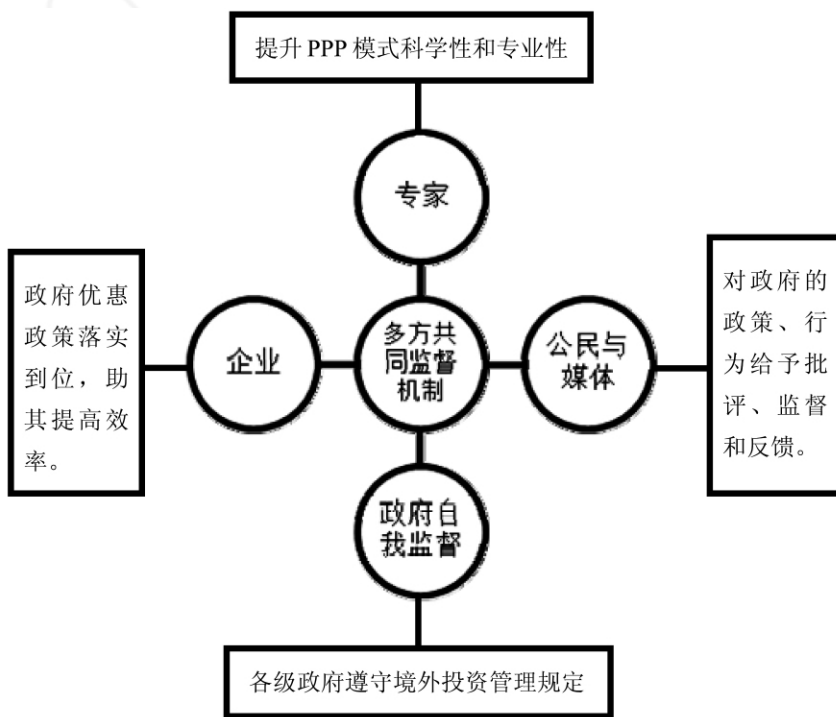 提升 PPP 模式科学性和专业性
专家
政府优惠
政策落实
到位，助
其提高效
率。
企业
多方共
同监督
机制
公民与
媒体
对政府的
政策、行
为给予批
评、监督
和反馈。
政府自
我监督
各级政府遵守境外投资管理规定